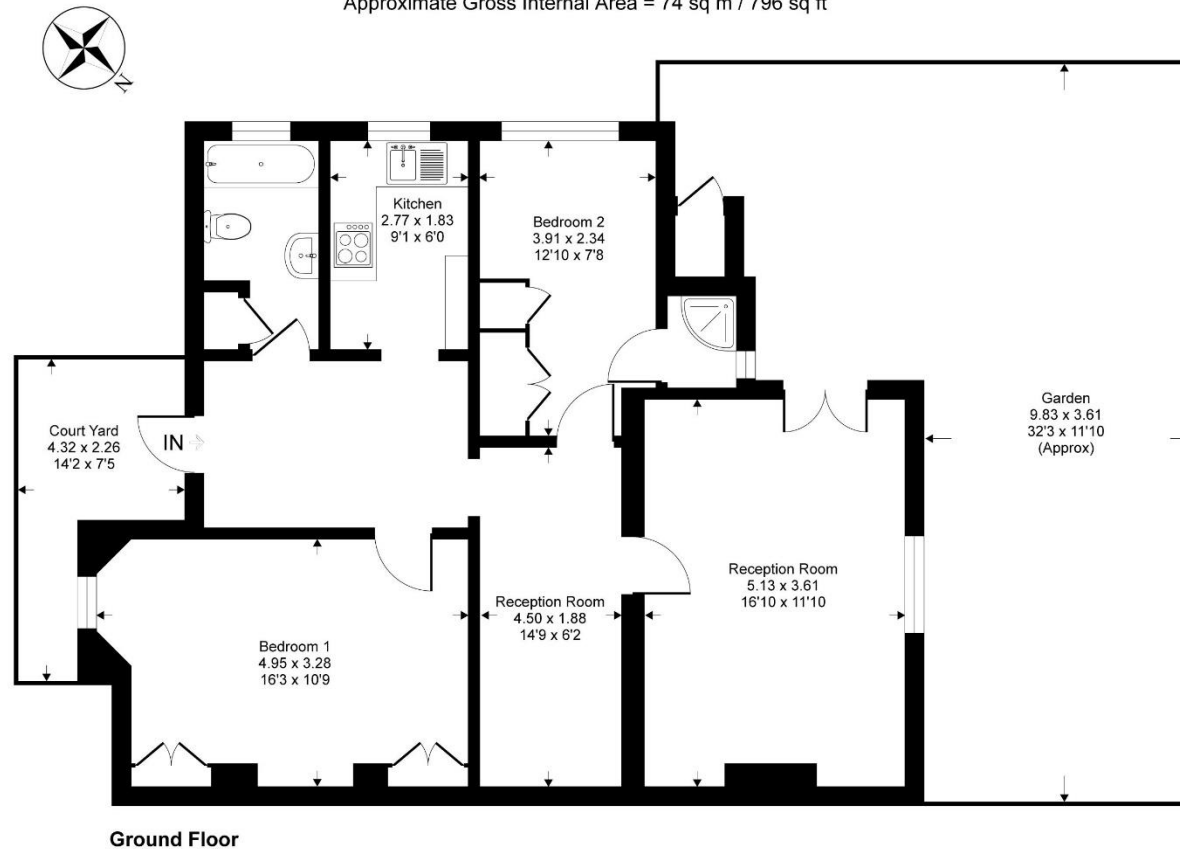 Approximate Gross Internal Area = 74 sq m / 796 sq ft
N
Kitchen
2.77 x 1.83
9'1 x 6'0
Bedroom 2
3.91 x 2.34
12'10 x 7'8
Court Yard
4.32 x 2.26
14'2 x 7'5
IN
Garden
9.83 x 3.61
32'3 x 11'10
(Approx)
Reception Room
5.13 x 3.61
16'10 x 11'10
Reception Room
4.50 x 1.88
14'9 x 6'2
Bedroom 1
4.95 x 3.28
16'3 x 10'9
Ground Floor